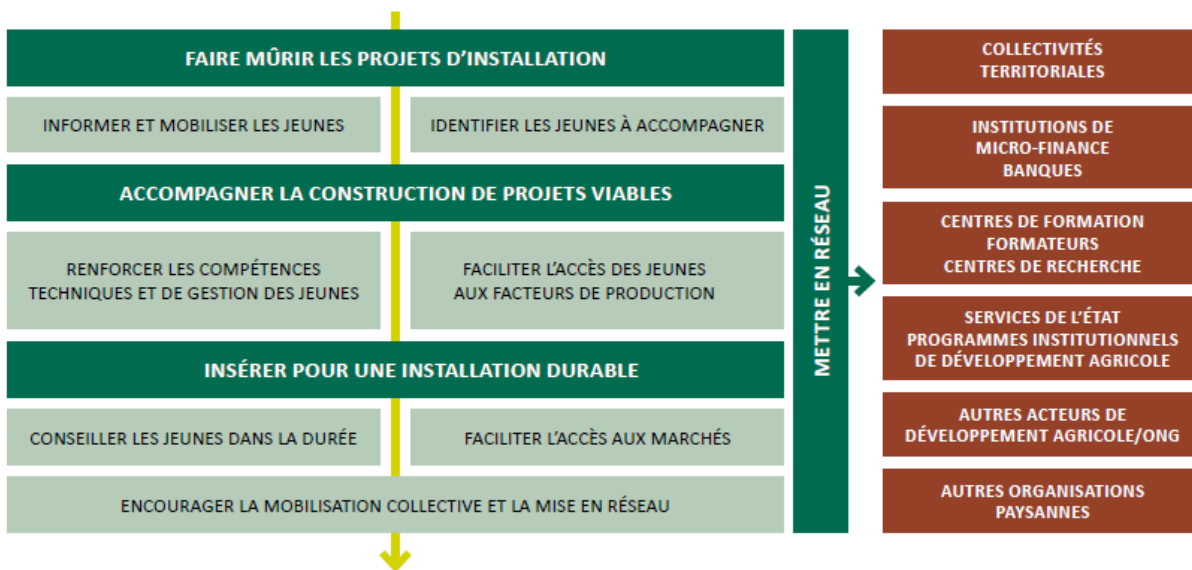 FAIRE MÛRIR LES PROJETS D'INSTALLATION
INFORMER ET MOBILISER LES JEUNES
IDENTIFIER LES JEUNES À ACCOMPAGNER
ACCOMPAGNER LA CONSTRUCTION DE PROJETS VIABLES
RENFORCER LES COMPÉTENCES
TECHNIQUES ET DE GESTION DES JEUNES
FACILITER L'ACCÈS DES JEUNES
AUX FACTEURS DE PRODUCTION
INSÉRER POUR UNE INSTALLATION DURABLE
CONSEILLER LES JEUNES DANS LA DURÉE
FACILITER L'ACCÈS AUX MARCHÉS
ENCOURAGER LA MOBILISATION COLLECTIVE ET LA MISE EN RÉSEAU
METTRE EN RÉSEAU
COLLECTIVITÉS
TERRITORIALES
INSTITUTIONS DE
MICRO-FINANCE
BANQUES
CENTRES DE FORMATION
FORMATEURS
CENTRES DE RECHERCHE
SERVICES DE L'ÉTAT
PROGRAMMES INSTITUTIONNELS
DE DÉVELOPPEMENT AGRICOLE
AUTRES ACTEURS DE
DÉVELOPPEMENT AGRICOLE/ONG
AUTRES ORGANISATIONS
PAYSANNES